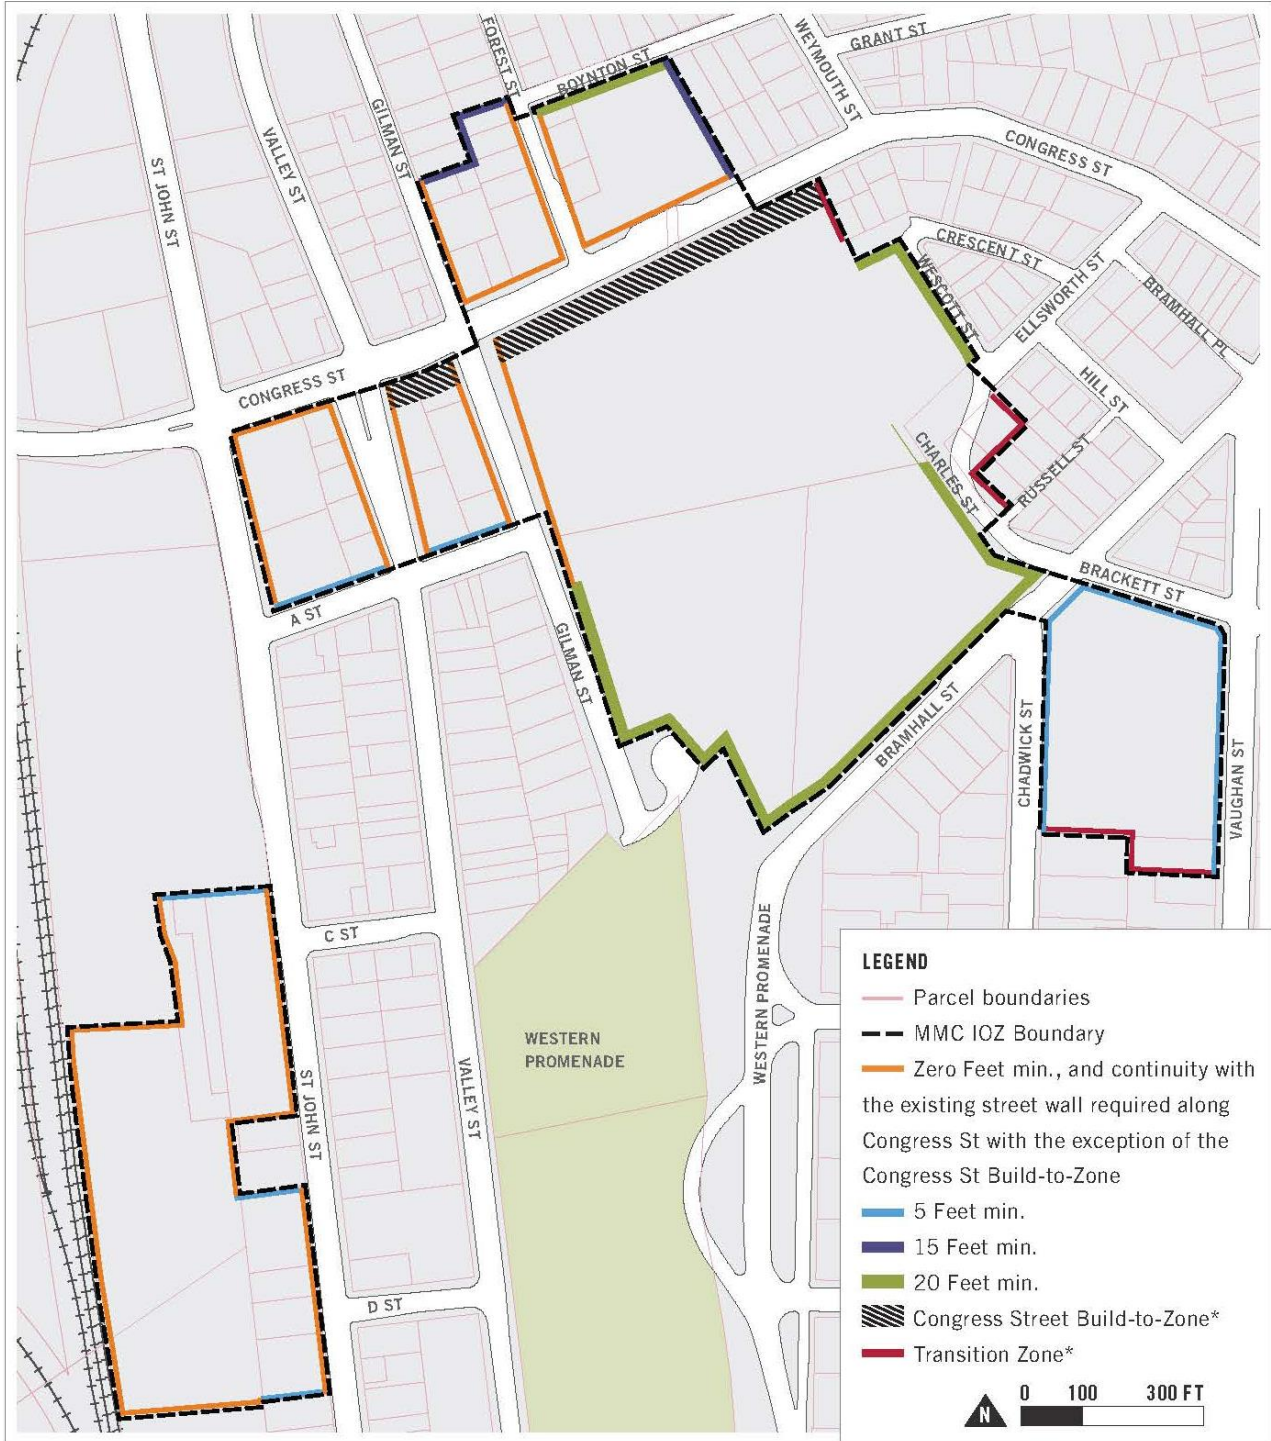 FOREST ST
BOYNTON ST
WEYMOUTH ST
GRANT ST
GILMAN ST
VALLEY ST
ST JOHN ST
CONGRESS ST
CRESCENT ST
WESCOTT ST
ELLSWORTH ST
BRAMHALL PL
HILL ST
CONGRESS ST
CHARLES ST
RUSSELL ST
BRACKETT ST
A ST
GILMAN ST
BRAMHALL ST
CHADWICK ST
VAUGHAN ST
C ST
WESTERN PROMENADE
WESTERN
PROMENADE
ST JOHN ST
VALLEY ST
D ST
LEGEND
Parcel boundaries
MMC IOZ Boundary
Zero Feet min., and continuity with
the existing street wall required along
Congress St with the exception of the
Congress St Build-to-Zone
5 Feet min.
15 Feet min.
20 Feet min.
Congress Street Build-to-Zone*
Transition Zone*
N
0 100 300 FT